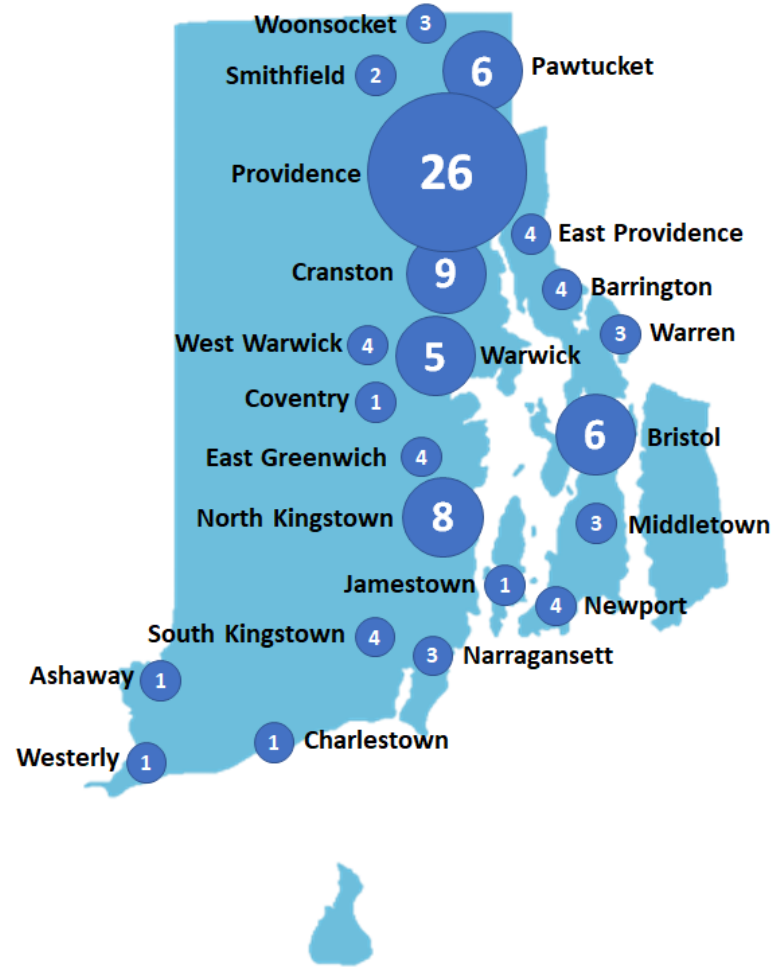 Woonsocket 3
Smithfield 2
6 Pawtucket
Providence 26
4 East Providence
Cranston 9
4 Barrington
3 Warren
West Warwick 4
5 Warwick
Coventry 1
6 Bristol
East Greenwich 4
North Kingstown 8
3 Middletown
Jamestown 1
4 Newport
South Kingstown 4
3 Narragansett
Ashaway 1
1 Charlestown
Westerly 1